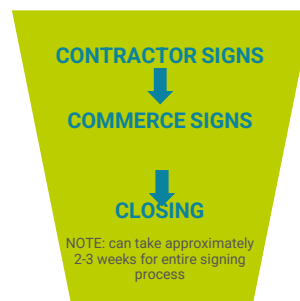 CONTRACTOR SIGNS
COMMERCE SIGNS
CLOSING
NOTE: can take approximately
2-3 weeks for entire signing
process